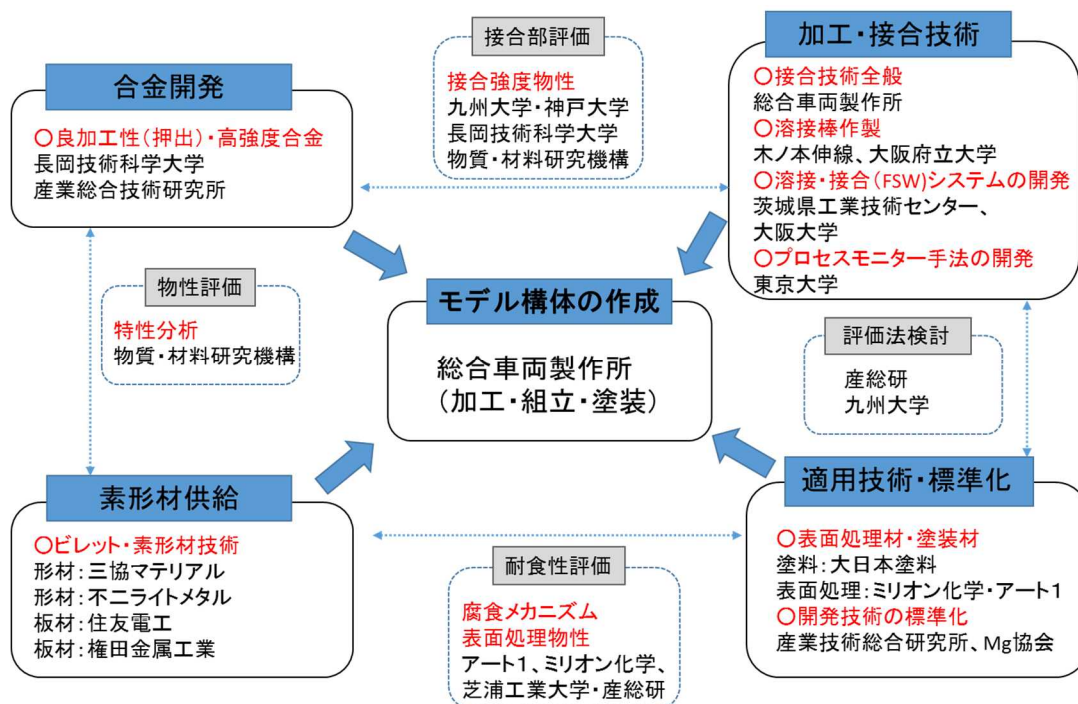 合金開発
○良加工性（押出）・高強度合金
長岡技術科学大学
産業総合技術研究所
接合部評価
接合強度物性
九州大学・神戸大学
長岡技術科学大学
物質・材料研究機構
加工・接合技術
○接合技術全般
総合車両製作所
○溶接棒作製
木ノ本伸線、大阪府立大学
○溶接・接合（FSW)システムの開発
茨城県工業技術センター、
大阪大学
○プロセスモニター手法の開発
東京大学
物性評価
特性分析
物質・材料研究機構
モデル構体の作成
総合車両製作所
（加工・組立・塗装）
評価法検討
産総研
九州大学
素形材供給
○ビレット・素形材技術
形材：三協マテリアル
形材：不二ライトメタル
板材：住友電工
板材：権田金属工業
耐食性評価
腐食メカニズム
表面処理物性
アート１、ミリオン化学、
芝浦工業大学・産総研
適用技術・標準化
○表面処理材・塗装材
塗料：大日本塗料
表面処理：ミリオン化学・アート１
○開発技術の標準化
産業技術総合研究所、Mg協会